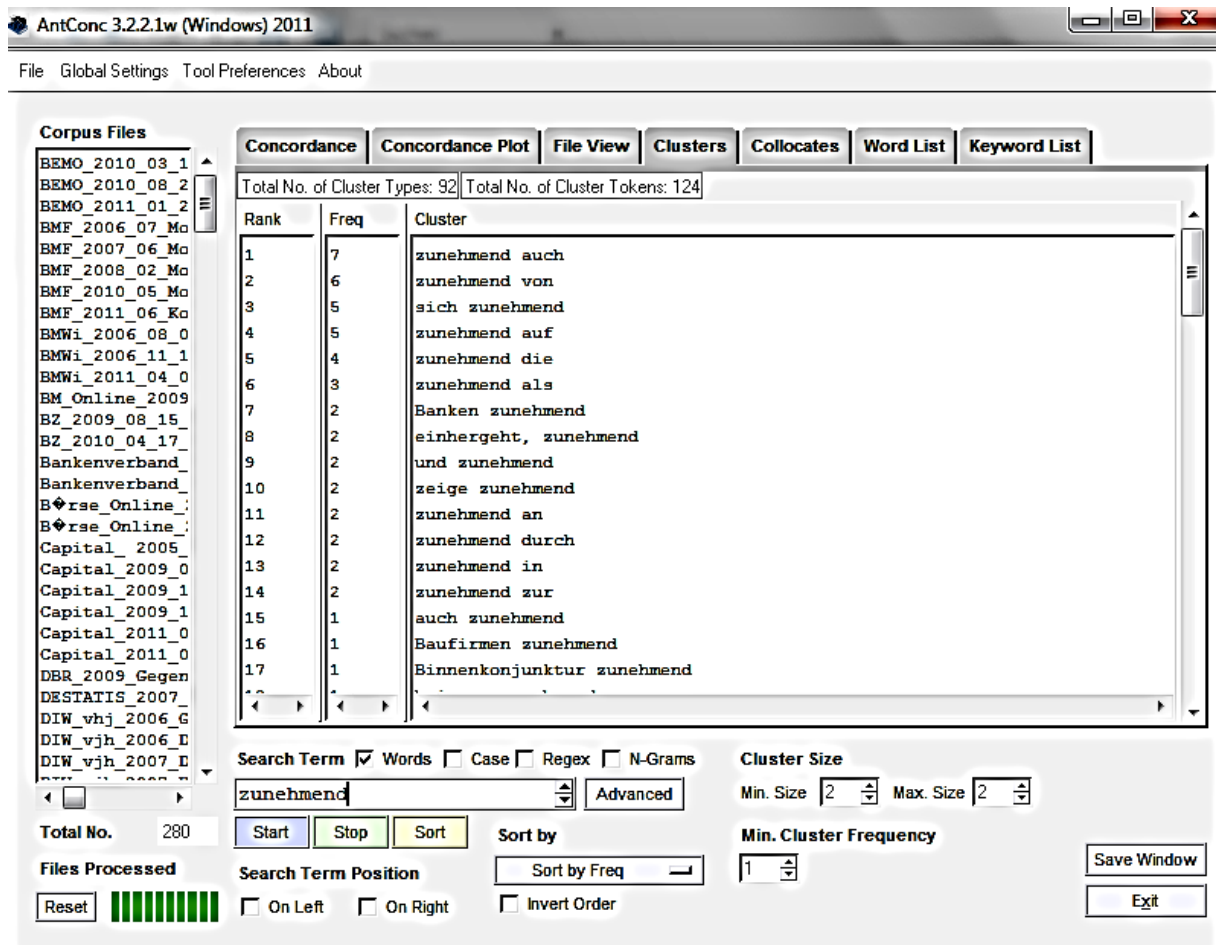 AntConc 3.2.2.1w (Windows) 2011
File Global Settings Tool Preferences About
Corpus Files
BEMO_2010_03_1
BEMO_2010_08_2
BEMO_2011_01_2
BMF_2006_07_Mo
BMF_2007_06_Mo
BMF_2008_02_Mo
BMF_2010_05_Mo
BMF_2011_06_Ko
BMWi_2006_08_0
BMWi_2006_11_1
BMWi_2011_04_0
BM_Online_2009
BZ_2009_08_15_
BZ_2010_04_17_
Bankenverband_
Bankenverband_
B�rse_Online_2
B�rse_Online_2
Capital_ 2005_
Capital_2009_0
Capital_2009_1
Capital_2009_1
Capital_2011_0
Capital_2011_0
DBR_2009_Gegen
DESTATIS_2007_
DIW_vhj_2006_G
DIW_vjh_2006_D
DIW_vjh_2007_D
Total No. 280
Files Processed
Reset
Concordance Concordance Plot File View Clusters Collocates Word List Keyword List
Total No. of Cluster Types: 92 Total No. of Cluster Tokens: 124
Rank Freq Cluster
1 7 zunehmend auch
2 6 zunehmend von
3 5 sich zunehmend
4 5 zunehmend auf
5 4 zunehmend die
6 3 zunehmend als
7 2 Banken zunehmend
8 2 einhergeht, zunehmend
9 2 und zunehmend
10 2 zeige zunehmend
11 2 zunehmend an
12 2 zunehmend durch
13 2 zunehmend in
14 2 zunehmend zur
15 1 auch zunehmend
16 1 Baufirmen zunehmend
17 1 Binnenkonjunktur zunehmend
Search Term Words Case Regex N-Grams
zunehmend Advanced
Start Stop Sort
Search Term Position
On Left On Right
Sort by
Sort by Freq
Invert Order
Cluster Size
Min. Size 2 Max. Size 2
Min. Cluster Frequency
1
Save Window
Exit